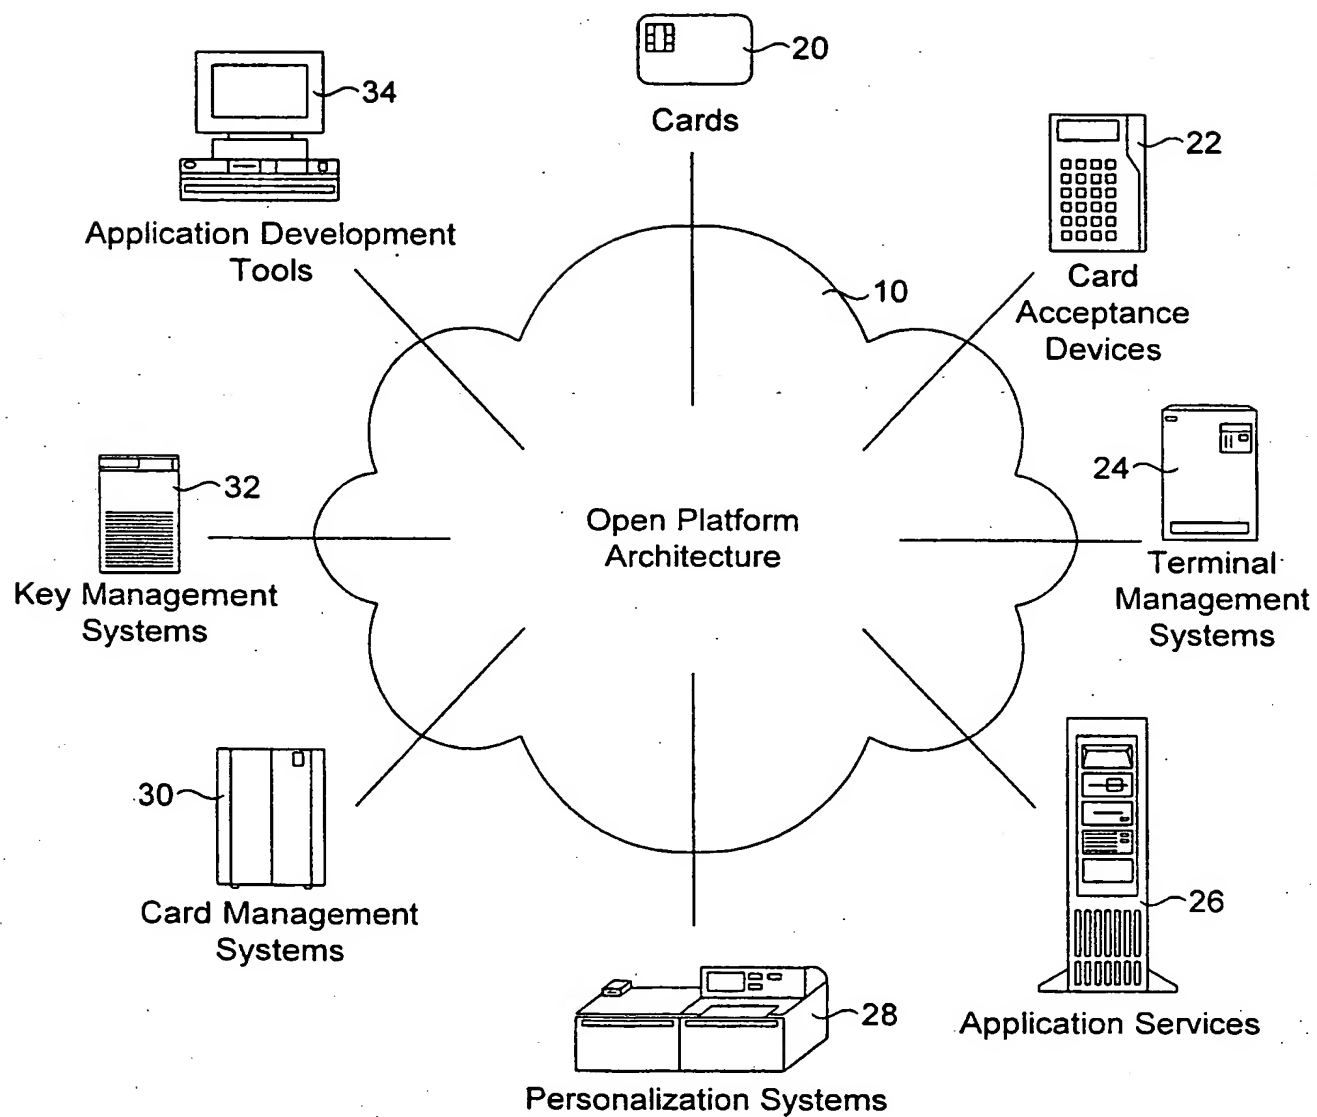 20
Cards
34
Application Development
Tools
22
Card
Acceptance
Devices
10
24
Terminal
Management
Systems
32
Key Management
Systems
Open Platform
Architecture
30
Card Management
Systems
26
Application Services
28
Personalization Systems